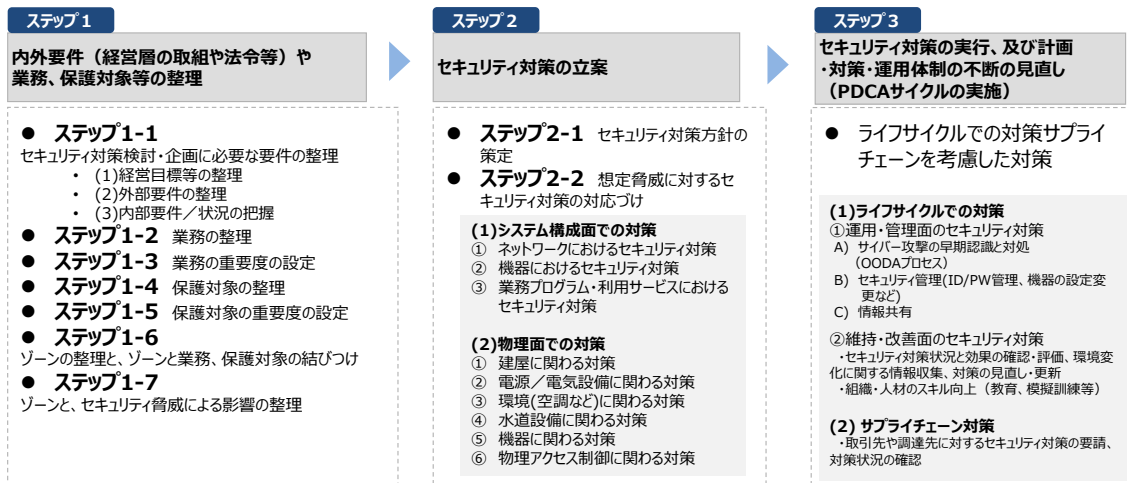 ステップ1
内外要件（経営層の取組や法令等）や
業務、保護対象等の整理
● ステップ1-1
セキュリティ対策検討・企画に必要な要件の整理
・ (1)経営目標等の整理
・ (2)外部要件の整理
・ (3)内部要件／状況の把握
● ステップ1-2 業務の整理
● ステップ1-3 業務の重要度の設定
● ステップ1-4 保護対象の整理
● ステップ1-5 保護対象の重要度の設定
● ステップ1-6
ゾーンの整理と、ゾーンと業務、保護対象の結びつけ
● ステップ1-7
ゾーンと、セキュリティ脅威による影響の整理
ステップ2
セキュリティ対策の立案
● ステップ2-1 セキュリティ対策方針の
策定
● ステップ2-2 想定脅威に対するセ
キュリティ対策の対応づけ
(1)システム構成面での対策
① ネットワークにおけるセキュリティ対策
② 機器におけるセキュリティ対策
③ 業務プログラム・利用サービスにおける
セキュリティ対策
(2)物理面での対策
① 建屋に関わる対策
② 電源／電気設備に関わる対策
③ 環境(空調など)に関わる対策
④ 水道設備に関わる対策
⑤ 機器に関わる対策
⑥ 物理アクセス制御に関わる対策
ステップ3
セキュリティ対策の実行、及び計画
・対策・運用体制の不断の見直し
（PDCAサイクルの実施）
● ライフサイクルでの対策サプライ
チェーンを考慮した対策
(1)ライフサイクルでの対策
①運用・管理面のセキュリティ対策
A) サイバー攻撃の早期認識と対処
（OODAプロセス）
B) セキュリティ管理(ID/PW管理、機器の設定変
更など)
C) 情報共有
②維持・改善面のセキュリティ対策
・セキュリティ対策状況と効果の確認・評価、環境変
化に関する情報収集、対策の見直し・更新
・組織・人材のスキル向上（教育、模擬訓練等）
(2) サプライチェーン対策
・取引先や調達先に対するセキュリティ対策の要請、
対策状況の確認